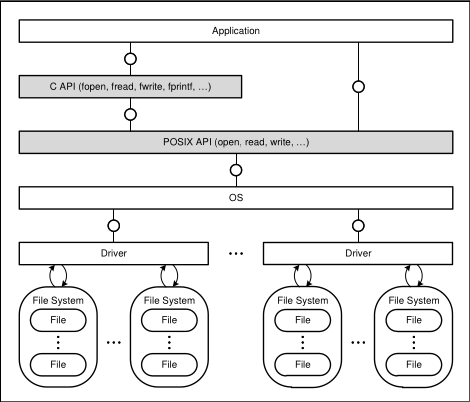 Application
C API (fopen, fread, fwrite, fprintf, ...)
POSIX API (open, read, write, ...)
OS
Driver
...
Driver
File System
File System
File System
File System
File
File
File
File
...
...
File
File
File
File